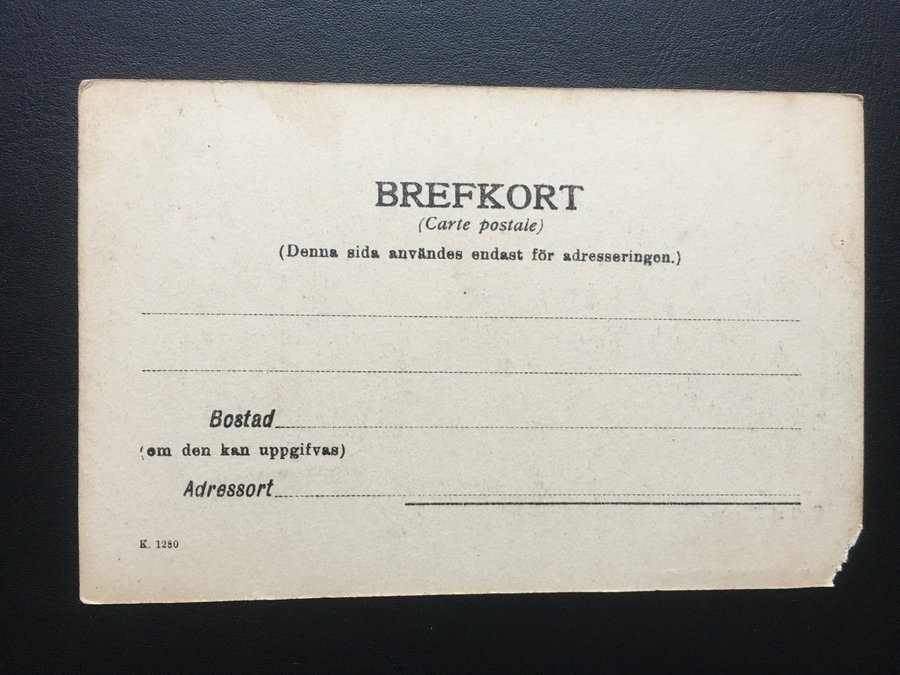 BREFKORT
(Carte postale)
(Denna sida användes endast för adresseringen.)
Bostad
(om den kan uppgifvas)
Adressort
K. 1280